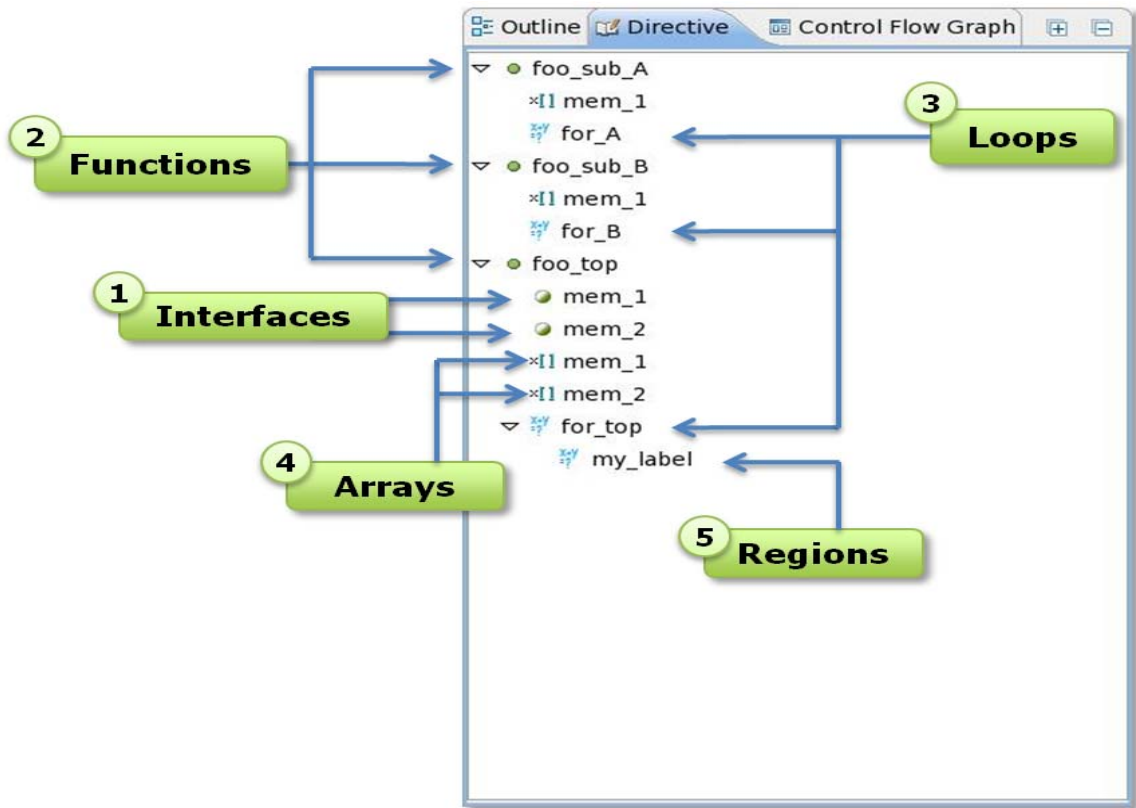 Outline Directive Control Flow Graph
foo_sub_A
×[] mem_1
x+y=? for_A
foo_sub_B
×[] mem_1
x+y=? for_B
foo_top
mem_1
mem_2
×[] mem_1
×[] mem_2
x+y=? for_top
x+y=? my_label
2
Functions
3
Loops
1
Interfaces
4
Arrays
5
Regions